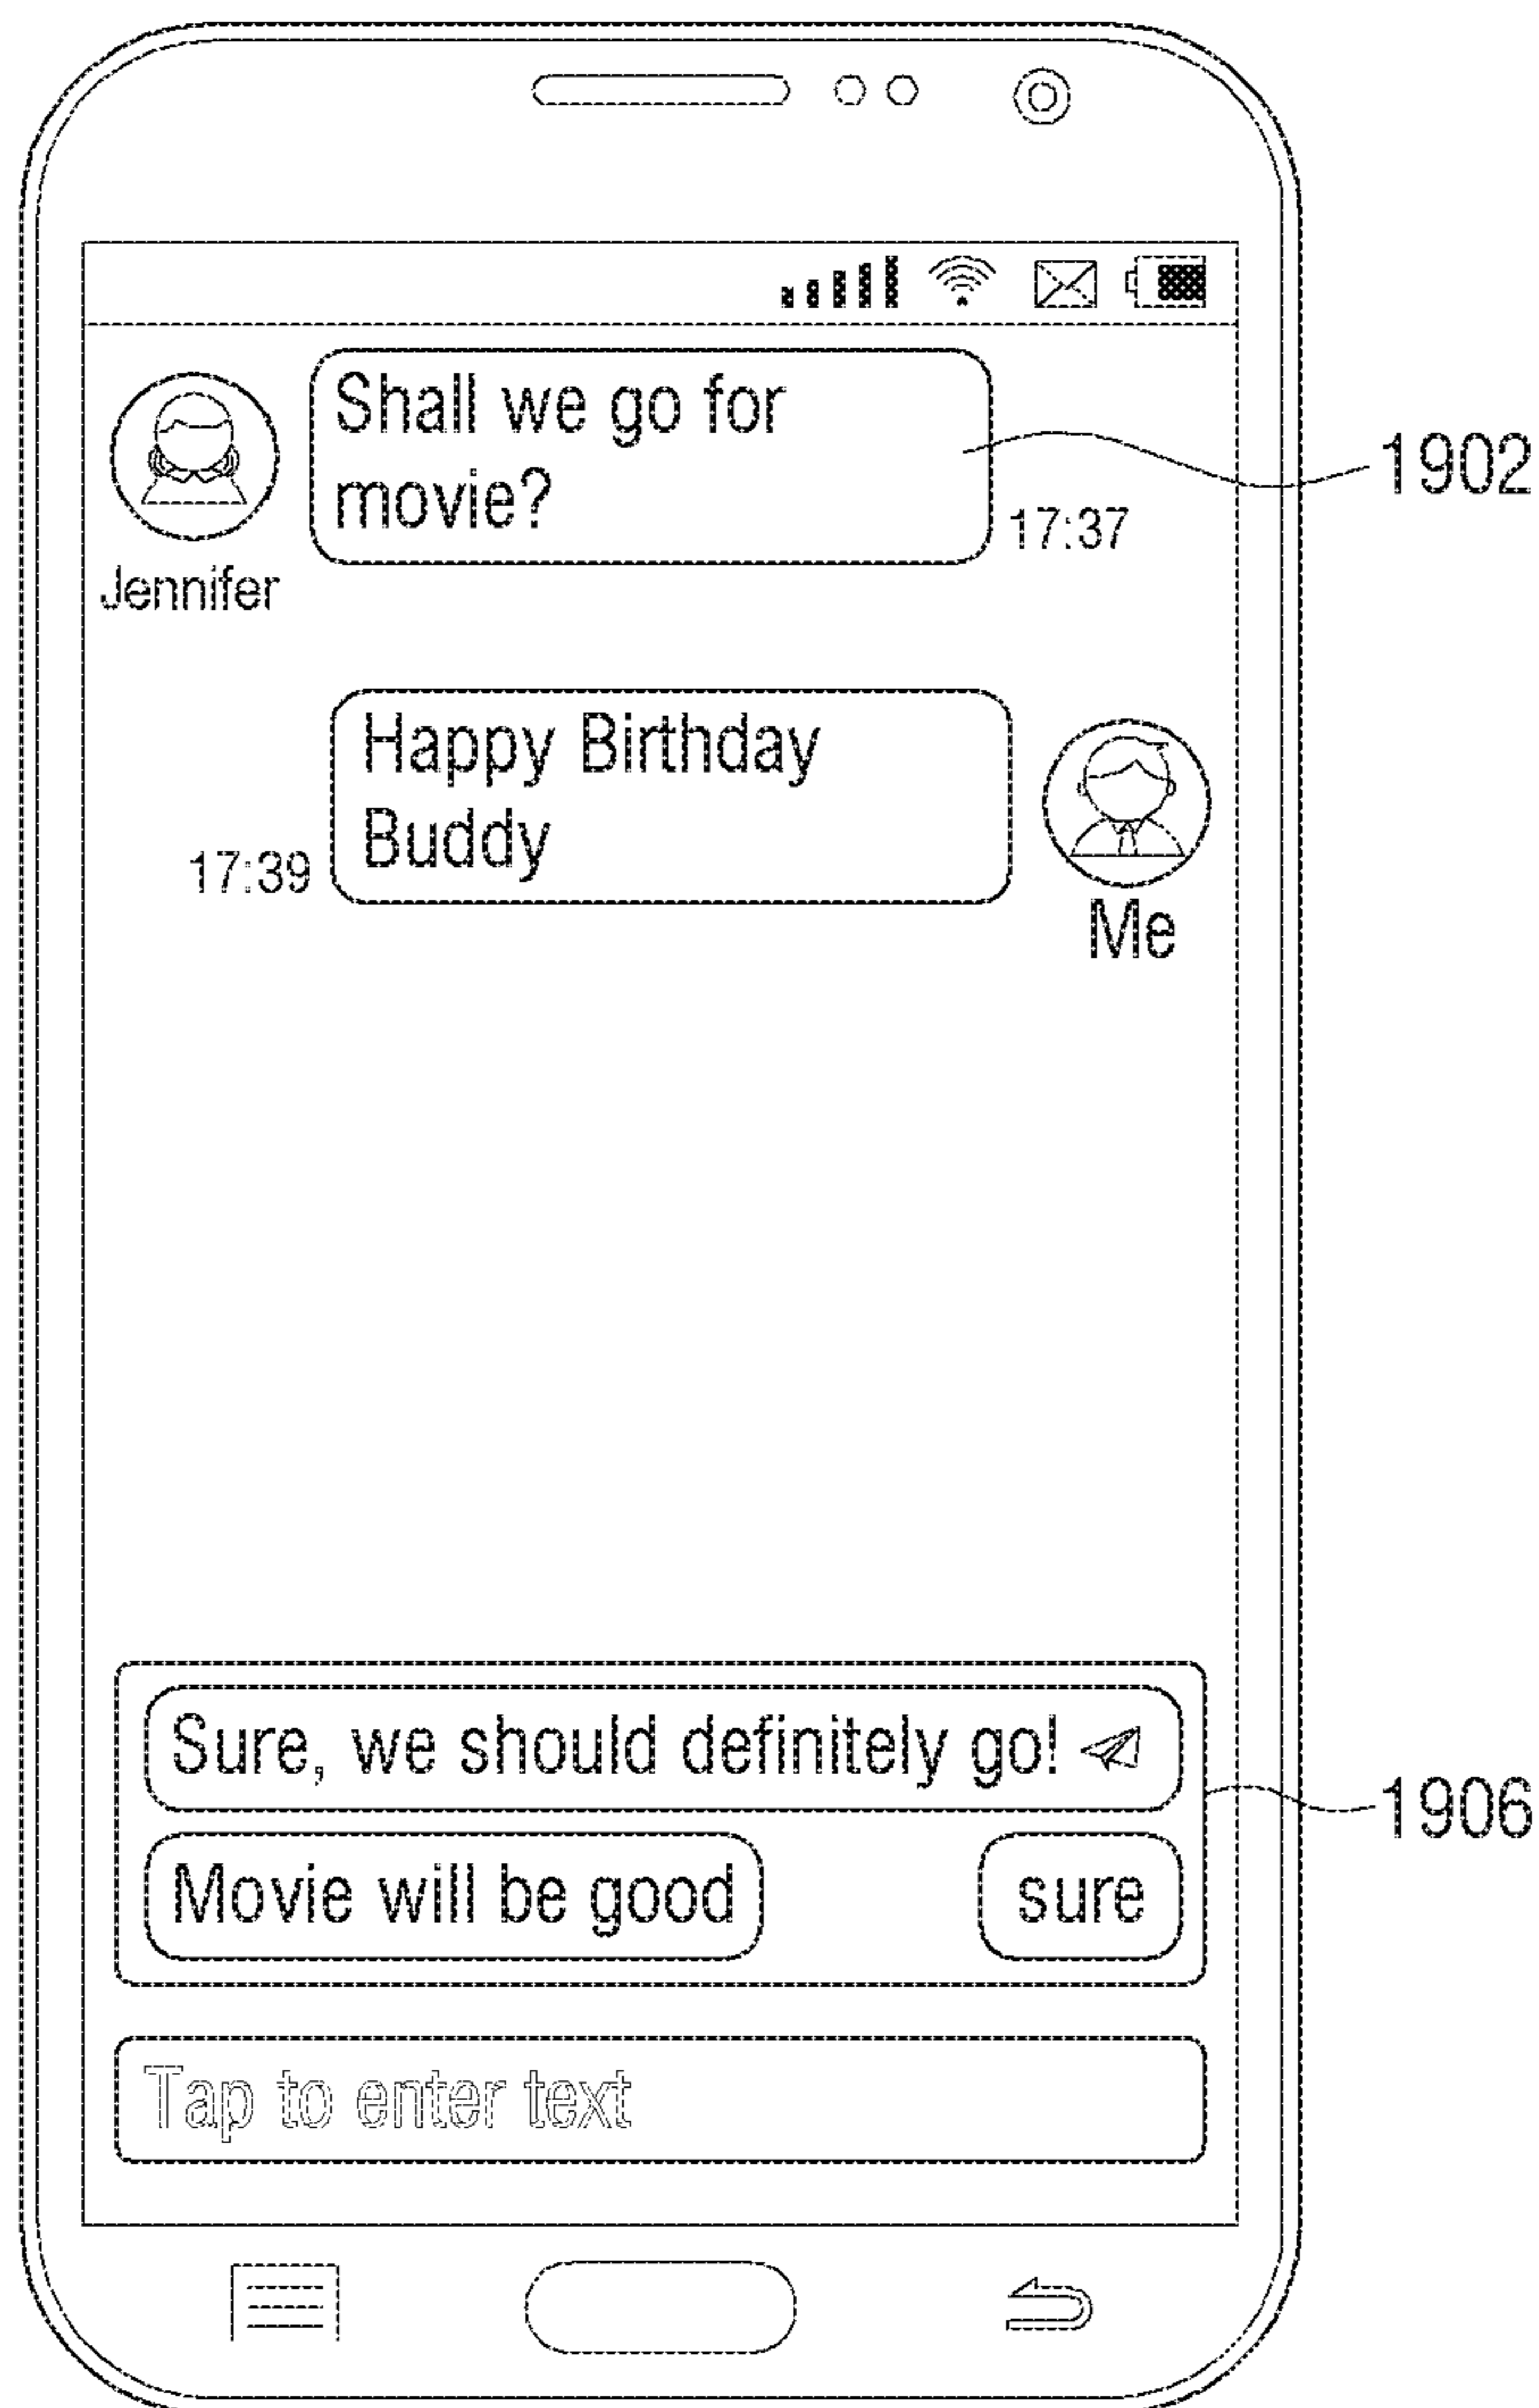 Shall we go for
movie?
1902
17:37
Jennifer
Happy Birthday
Buddy
17:39
Me
Sure, we should definitely go!
1906
Movie will be good
sure
Tap to enter text